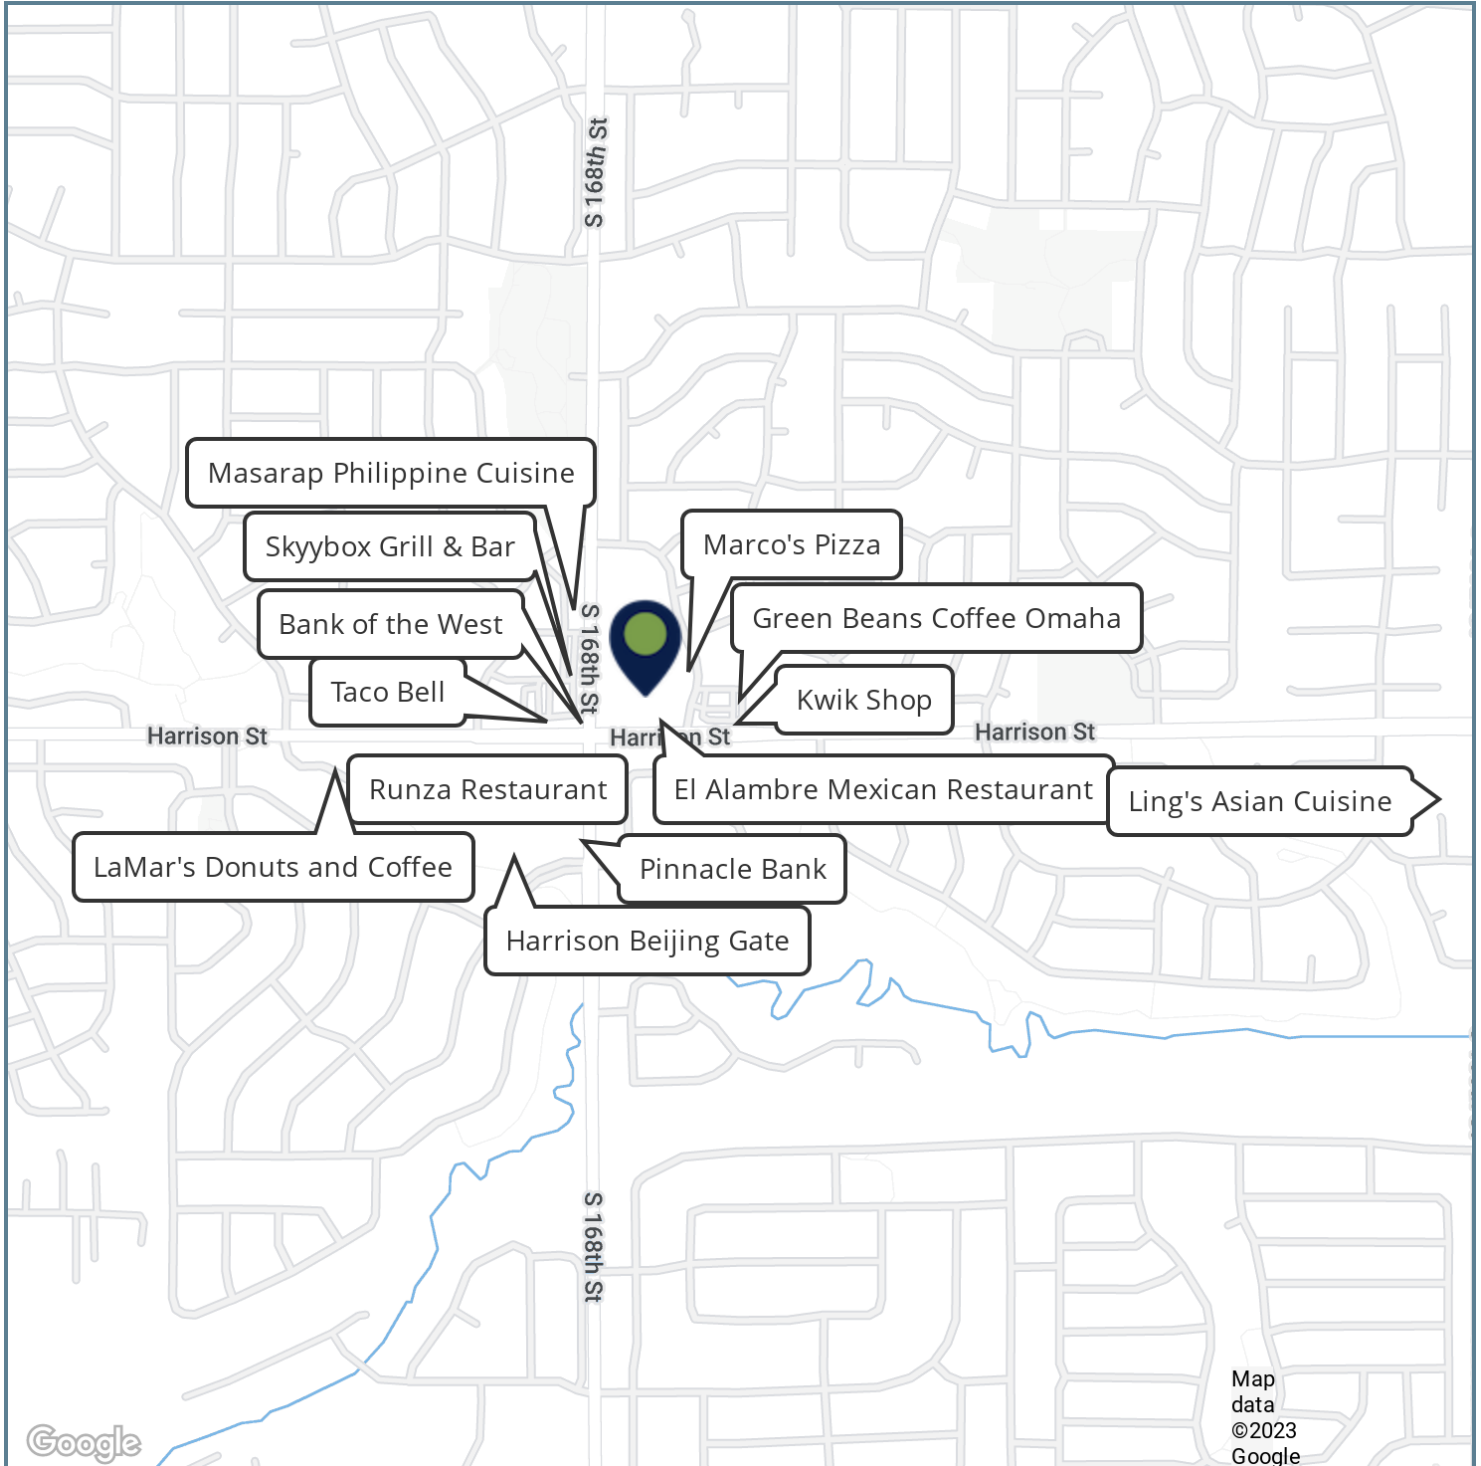 S 168th St
Masarap Philippine Cuisine
Skyybox Grill & Bar
Marco's Pizza
Bank of the West
Green Beans Coffee Omaha
S 168th St
Taco Bell
Kwik Shop
Harrison St
Harrison St
Harrison St
Runza Restaurant
El Alambre Mexican Restaurant
Ling's Asian Cuisine
LaMar's Donuts and Coffee
Pinnacle Bank
Harrison Beijing Gate
S 168th St
Google
Map
data
©2023
Google